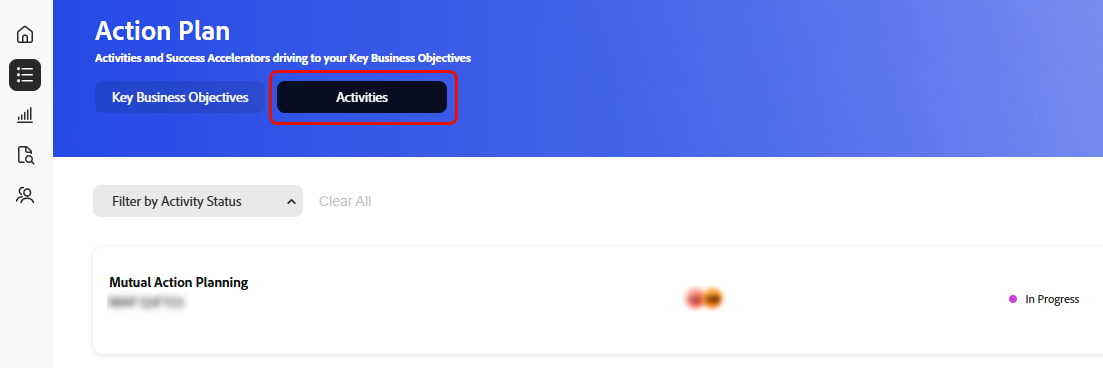 Action Plan
Activities and Success Accelerators driving to your Key Business Objectives
Key Business Objectives
Activities
Filter by Activity Status
Clear All
Mutual Action Planning
In Progress